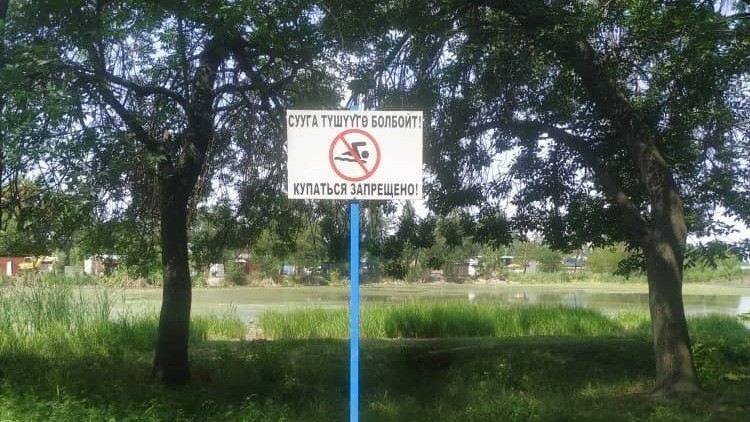 СУУГА ТҮШҮҮГӨ БОЛБОЙТ!
КУПАТЬСЯ ЗАПРЕЩЕНО!